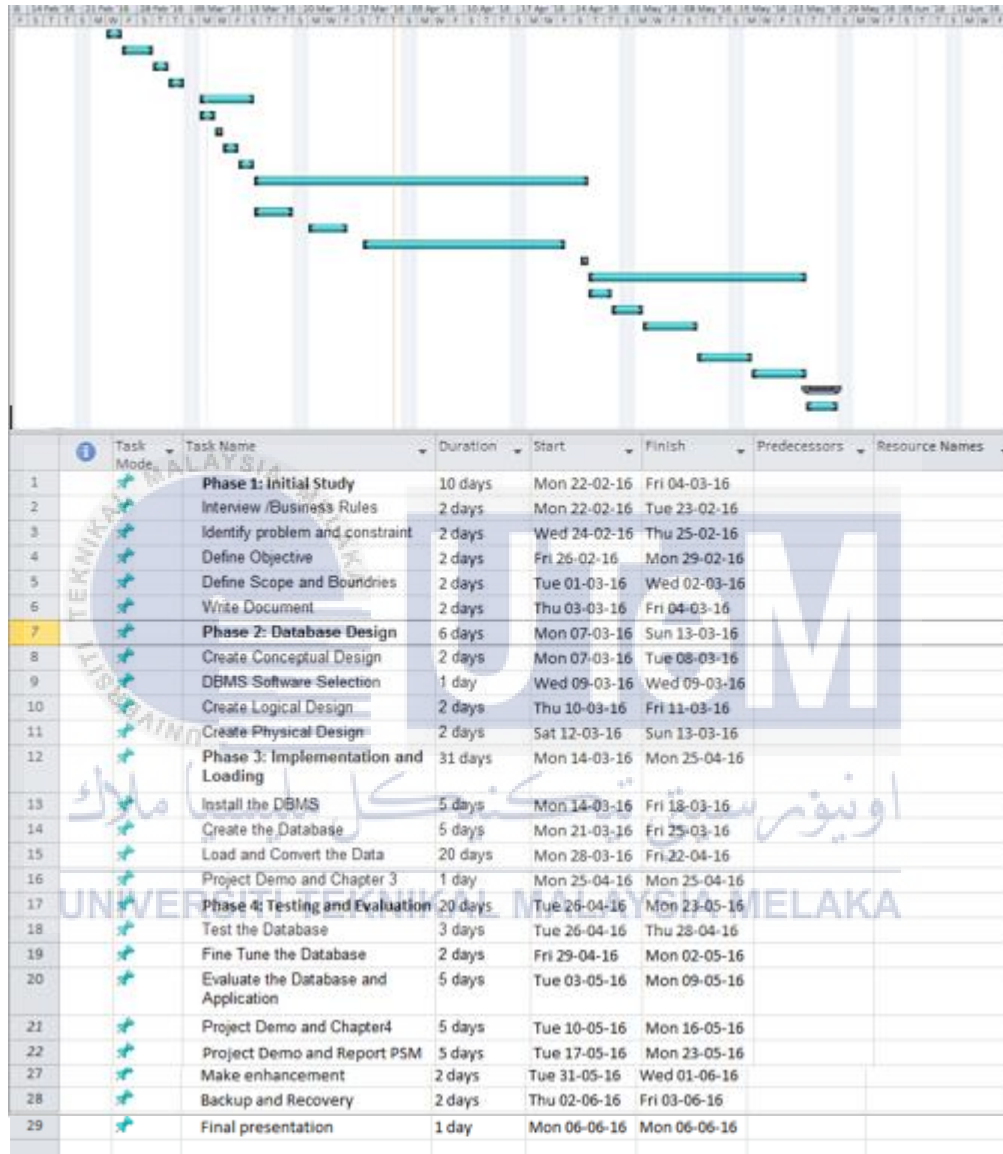 Task Mode Task Name Duration Start Finish Predecessors Resource Names
1 Phase 1: Initial Study 10 days Mon 22-02-16 Fri 04-03-16
2 Interview /Business Rules 2 days Mon 22-02-16 Tue 23-02-16
3 Identify problem and constraint 2 days Wed 24-02-16 Thu 25-02-16
4 Define Objective 2 days Fri 26-02-16 Mon 29-02-16
5 Define Scope and Boundries 2 days Tue 01-03-16 Wed 02-03-16
6 Write Document 2 days Thu 03-03-16 Fri 04-03-16
7 Phase 2: Database Design 6 days Mon 07-03-16 Sun 13-03-16
8 Create Conceptual Design 2 days Mon 07-03-16 Tue 08-03-16
9 DBMS Software Selection 1 day Wed 09-03-16 Wed 09-03-16
10 Create Logical Design 2 days Thu 10-03-16 Fri 11-03-16
11 Create Physical Design 2 days Sat 12-03-16 Sun 13-03-16
12 Phase 3: Implementation and Loading 31 days Mon 14-03-16 Mon 25-04-16
13 Install the DBMS 5 days Mon 14-03-16 Fri 18-03-16
14 Create the Database 5 days Mon 21-03-16 Fri 25-03-16
15 Load and Convert the Data 20 days Mon 28-03-16 Fri 22-04-16
16 Project Demo and Chapter 3 1 day Mon 25-04-16 Mon 25-04-16
17 Phase 4: Testing and Evaluation 20 days Tue 26-04-16 Mon 23-05-16
18 Test the Database 3 days Tue 26-04-16 Thu 28-04-16
19 Fine Tune the Database 2 days Fri 29-04-16 Mon 02-05-16
20 Evaluate the Database and Application 5 days Tue 03-05-16 Mon 09-05-16
21 Project Demo and Chapter4 5 days Tue 10-05-16 Mon 16-05-16
22 Project Demo and Report PSM 5 days Tue 17-05-16 Mon 23-05-16
27 Make enhancement 2 days Tue 31-05-16 Wed 01-06-16
28 Backup and Recovery 2 days Thu 02-06-16 Fri 03-06-16
29 Final presentation 1 day Mon 06-06-16 Mon 06-06-16
UNIVERSITI TEKNIKAL MALAYSIA
UTeM
اونيۏرسيتي تيكنيكل مليسيا ملاك
UNIVERSITI TEKNIKAL MALAYSIA MELAKA